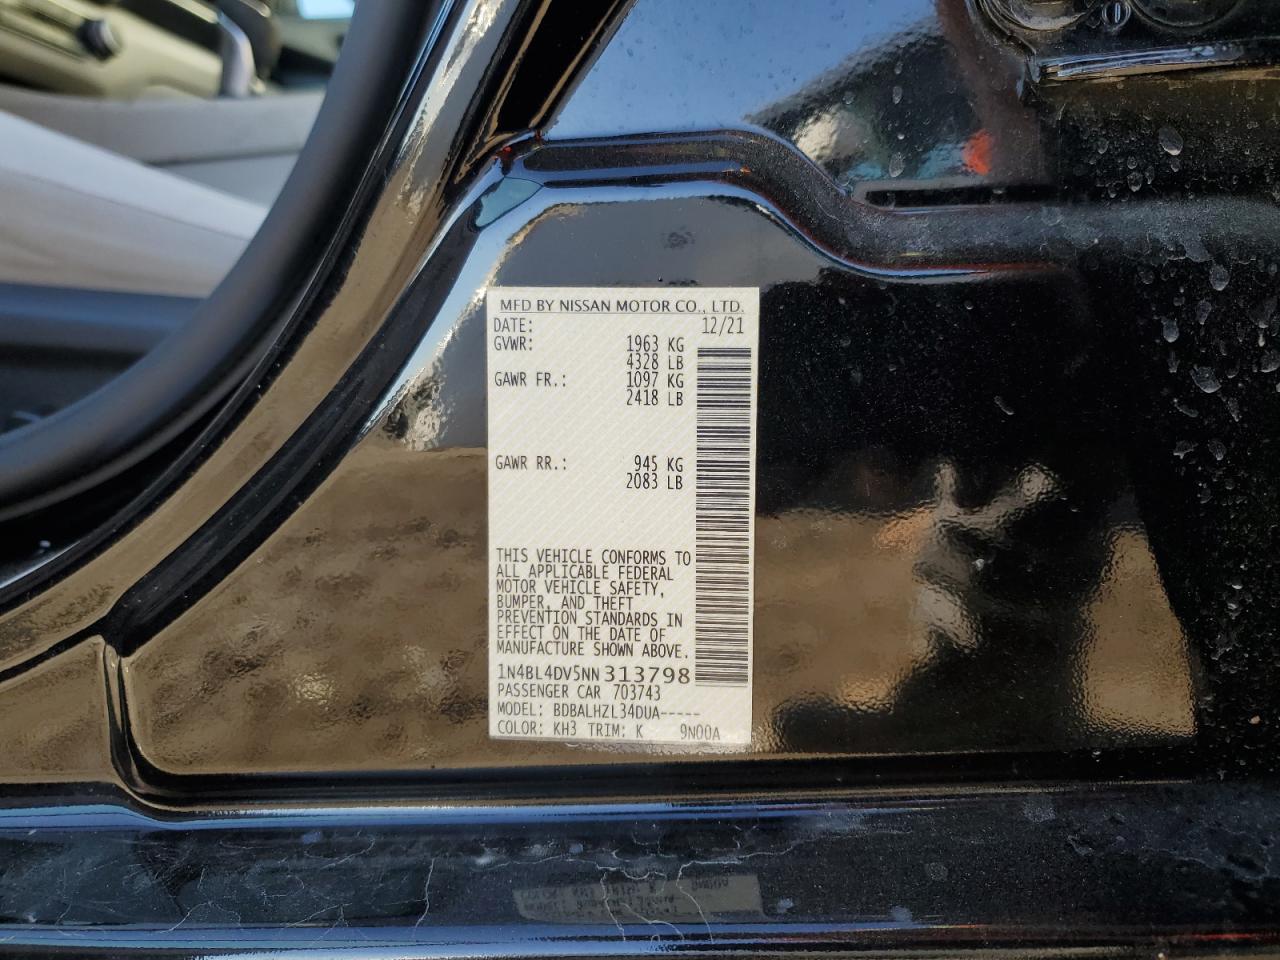 MFD BY NISSAN MOTOR CO., LTD.
DATE: 12/21
GVWR: 1963 KG
4328 LB
GAWR FR.: 1097 KG
2418 LB
GAWR RR.: 945 KG
2083 LB
THIS VEHICLE CONFORMS TO
ALL APPLICABLE FEDERAL
MOTOR VEHICLE SAFETY,
BUMPER, AND THEFT
PREVENTION STANDARDS IN
EFFECT ON THE DATE OF
MANUFACTURE SHOWN ABOVE.
1N4BL4DV5NN313798
PASSENGER CAR 703743
MODEL: BDBALHZL34DUA-----
COLOR: KH3 TRIM: K 9N00A